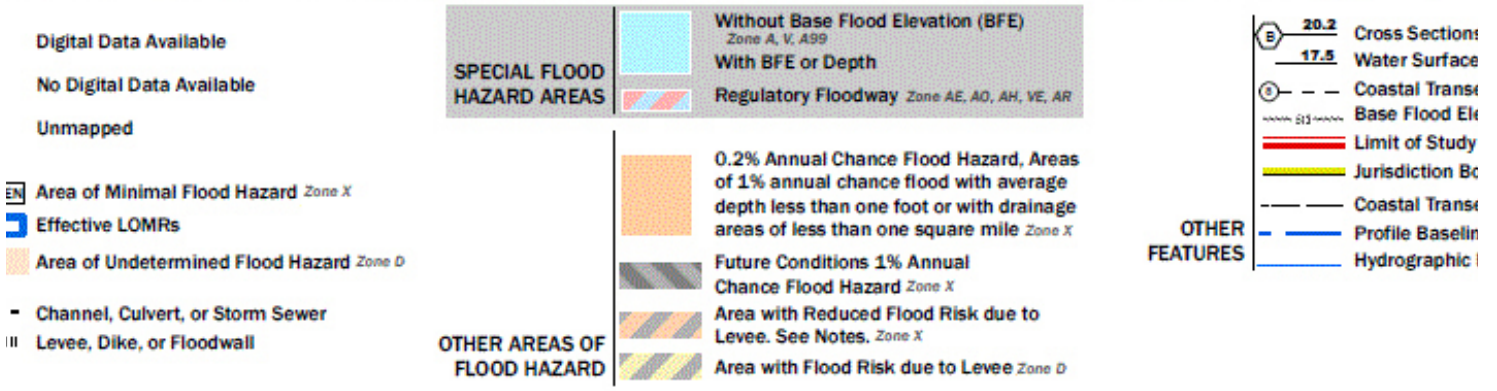 Digital Data Available
No Digital Data Available
Unmapped
EN Area of Minimal Flood Hazard Zone X
Effective LOMRs
Area of Undetermined Flood Hazard Zone D
Channel, Culvert, or Storm Sewer
Levee, Dike, or Floodwall
SPECIAL FLOOD
HAZARD AREAS
Without Base Flood Elevation (BFE)
Zone A, V, A99
With BFE or Depth
Regulatory Floodway Zone AE, AO, AH, VE, AR
0.2% Annual Chance Flood Hazard, Areas
of 1% annual chance flood with average
depth less than one foot or with drainage
areas of less than one square mile Zone X
Future Conditions 1% Annual
Chance Flood Hazard Zone X
Area with Reduced Flood Risk due to
Levee. See Notes. Zone X
Area with Flood Risk due to Levee Zone D
OTHER AREAS OF
FLOOD HAZARD
B 20.2 Cross Sections
17.5 Water Surface
8 Coastal Transe
513 Base Flood Ele
Limit of Study
Jurisdiction Bo
Coastal Transe
Profile Baselin
Hydrographic
OTHER
FEATURES